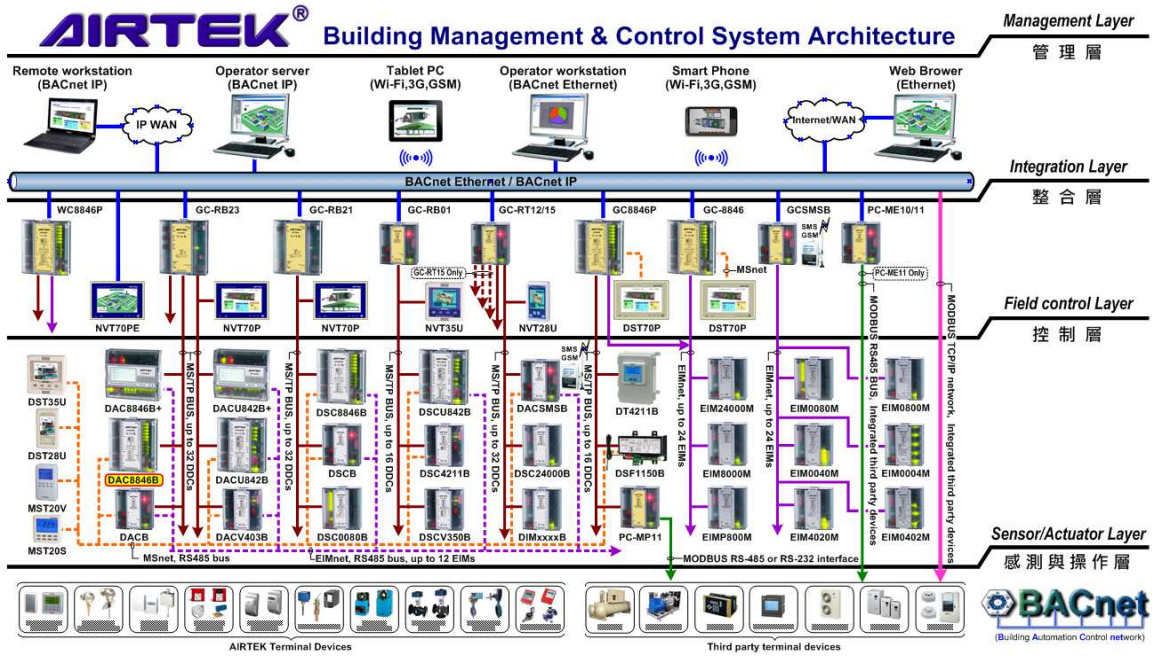 AIRTEK®
Building Management & Control System Architecture
Management Layer
管理層
Remote workstation
(BACnet IP)
Operator server
(BACnet IP)
Tablet PC
(Wi-Fi,3G,GSM)
Operator workstation
(BACnet Ethernet)
Smart Phone
(Wi-Fi,3G,GSM)
Web Brower
(Ethernet)
IP WAN
Internet/WAN
BACnet Ethernet / BACnet IP
Integration Layer
整合層
WC8846P
GC-RB23
GC-RB21
GC-RB01
GC-RT12/15
GC8846P
GC-8846
GCSMSB
PC-ME10/11
SMS
GSM
GC-RT15 Only
MSnet
PC-ME11 Only
NVT70PE
NVT70P
NVT70P
NVT35U
NVT28U
DST70P
DST70P
Field control Layer
控制層
MS/TP BUS, up to 32 DDCs
MS/TP BUS, up to 32 DDCs
MS/TP BUS, up to 16 DDCs
MS/TP BUS, up to 32 DDCs
MS/TP BUS, up to 16 DDCs
EIMnet, up to 24 EIMs
EIMnet, up to 24 EIMs
MODBUS RS485 BUS, Integrated third party devices
MODBUS TCP/IP network, Integrated third party devices
SMS
GSM
DST35U
DAC8846B+
DACU842B+
DSC8846B
DSCU842B
DACSMSB
DT4211B
EIM24000M
EIM0080M
EIM0800M
DST28U
DAC8846B
DACU842B
DSCB
DSC4211B
DSC24000B
DSF1150B
EIM8000M
EIM0040M
EIM0004M
MST20V
MST20S
DACB
DACV403B
DSC0080B
DSCV350B
DIMxxxxB
PC-MP11
EIMP800M
EIM4020M
EIM0402M
MSnet, RS485 bus
EIMnet, RS485 bus, up to 12 EIMs
MODBUS RS-485 or RS-232 interface
Sensor/Actuator Layer
感測與操作層
AIRTEK Terminal Devices
Third party terminal devices
BACnet
(Building Automation Control network)